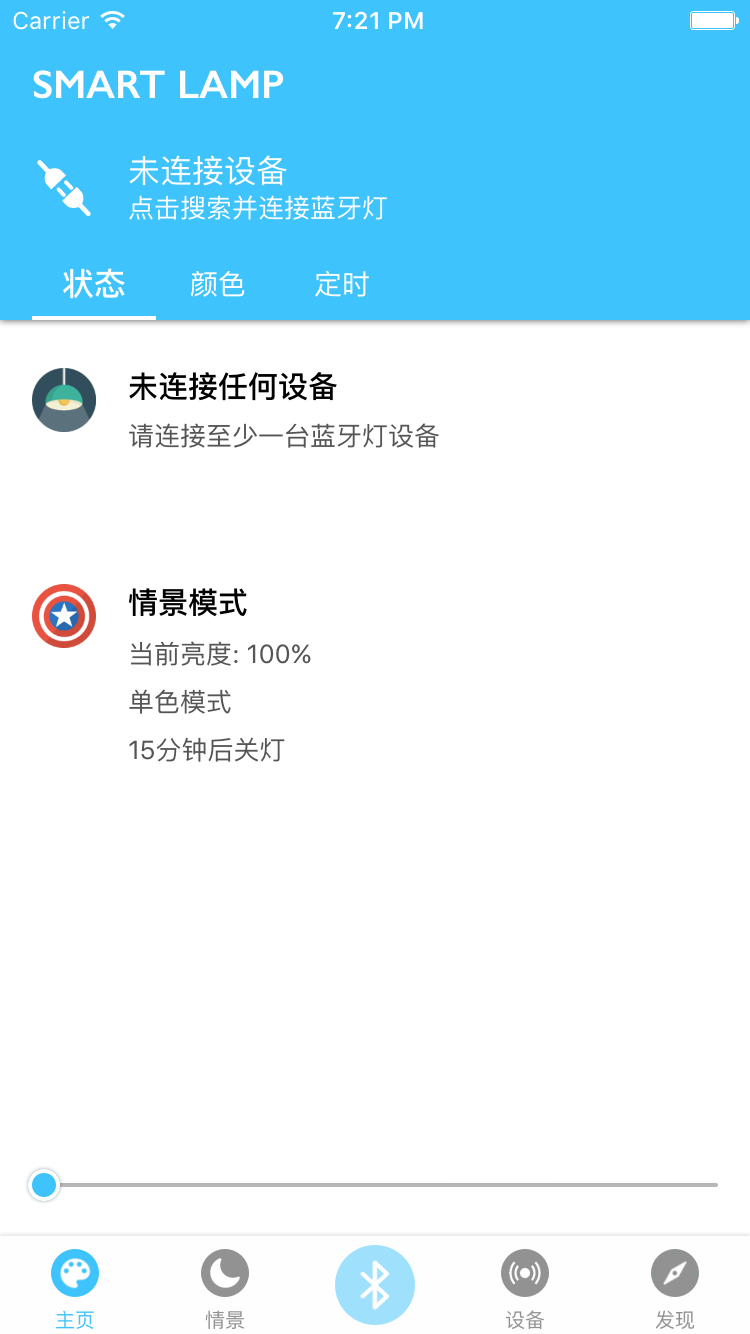 Carrier 7:21 PM
SMART LAMP
未连接设备
点击搜索并连接蓝牙灯
状态 颜色 定时
未连接任何设备
请连接至少一台蓝牙灯设备
情景模式
当前亮度: 100%
单色模式
15分钟后关灯
主页 情景 设备 发现